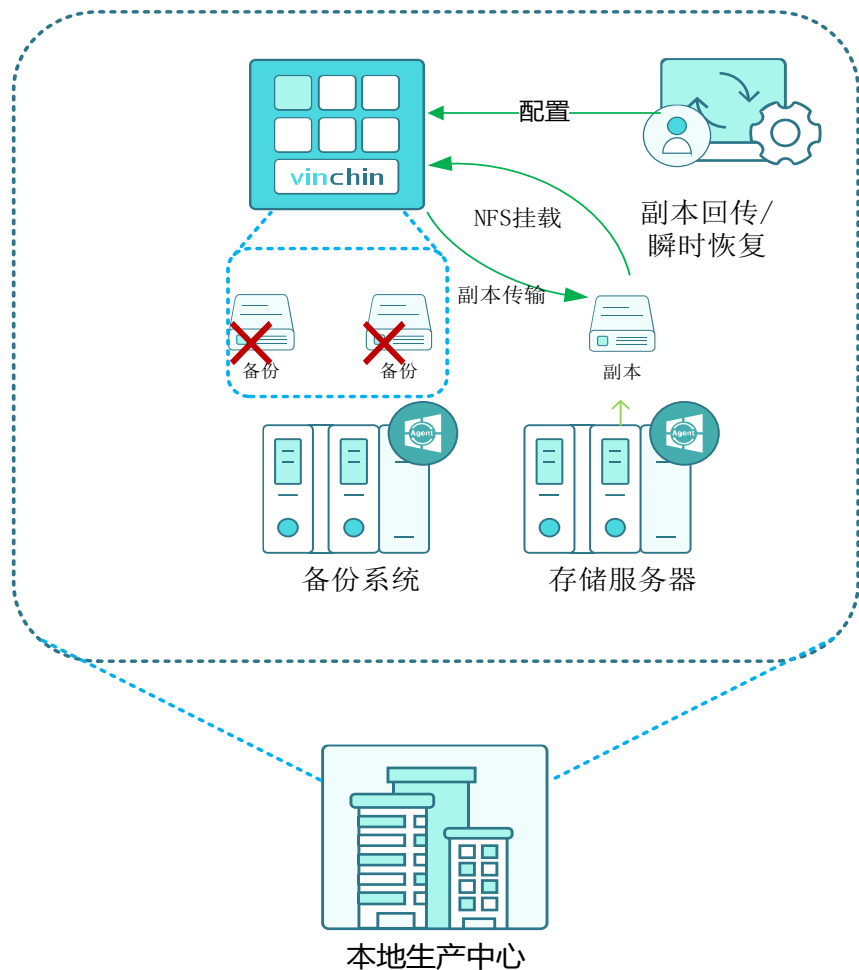 配置
vinchin
副本回传/
瞬时恢复
NFS挂载
副本传输
备份
备份
副本
Agent
Agent
备份系统
存储服务器
本地生产中心